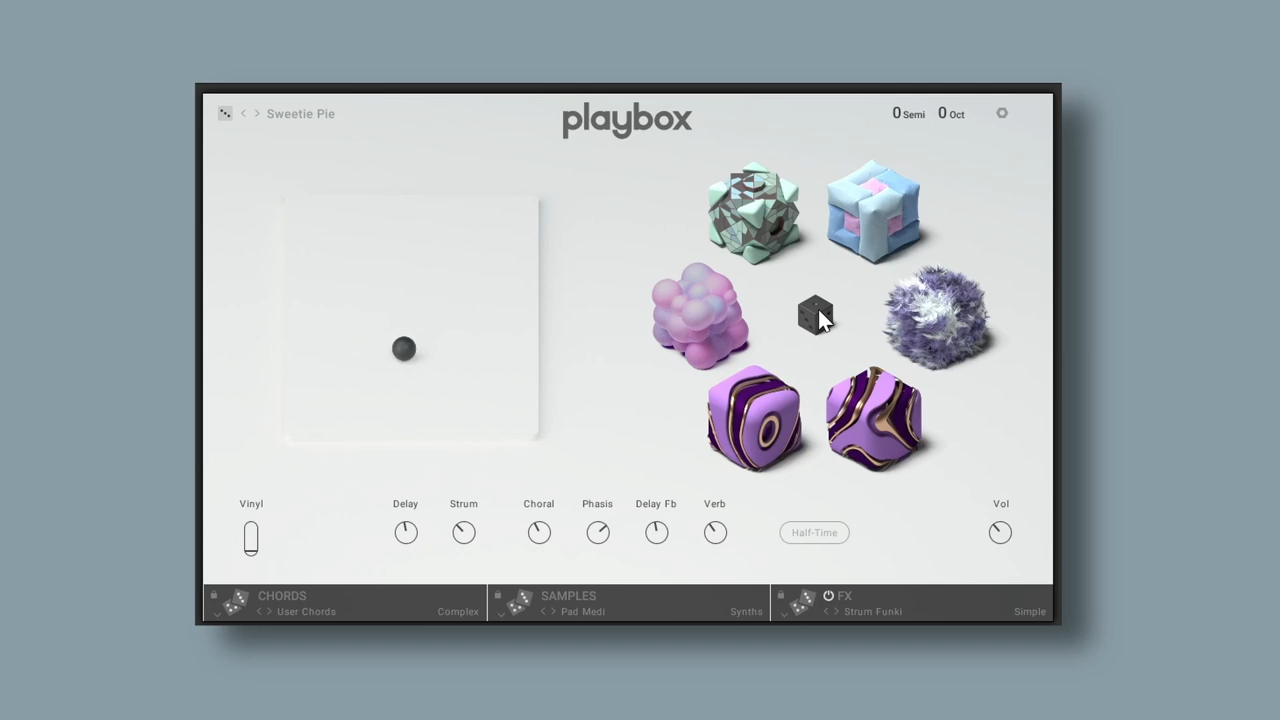 Sweetie Pie
playbox
0 Semi 0 Oct
Vinyl
Delay
Strum
Choral
Phasis
Delay Fb
Verb
Half-Time
Vol
CHORDS
User Chords
Complex
SAMPLES
Pad Medi
Synths
FX
Strum Funki
Simple